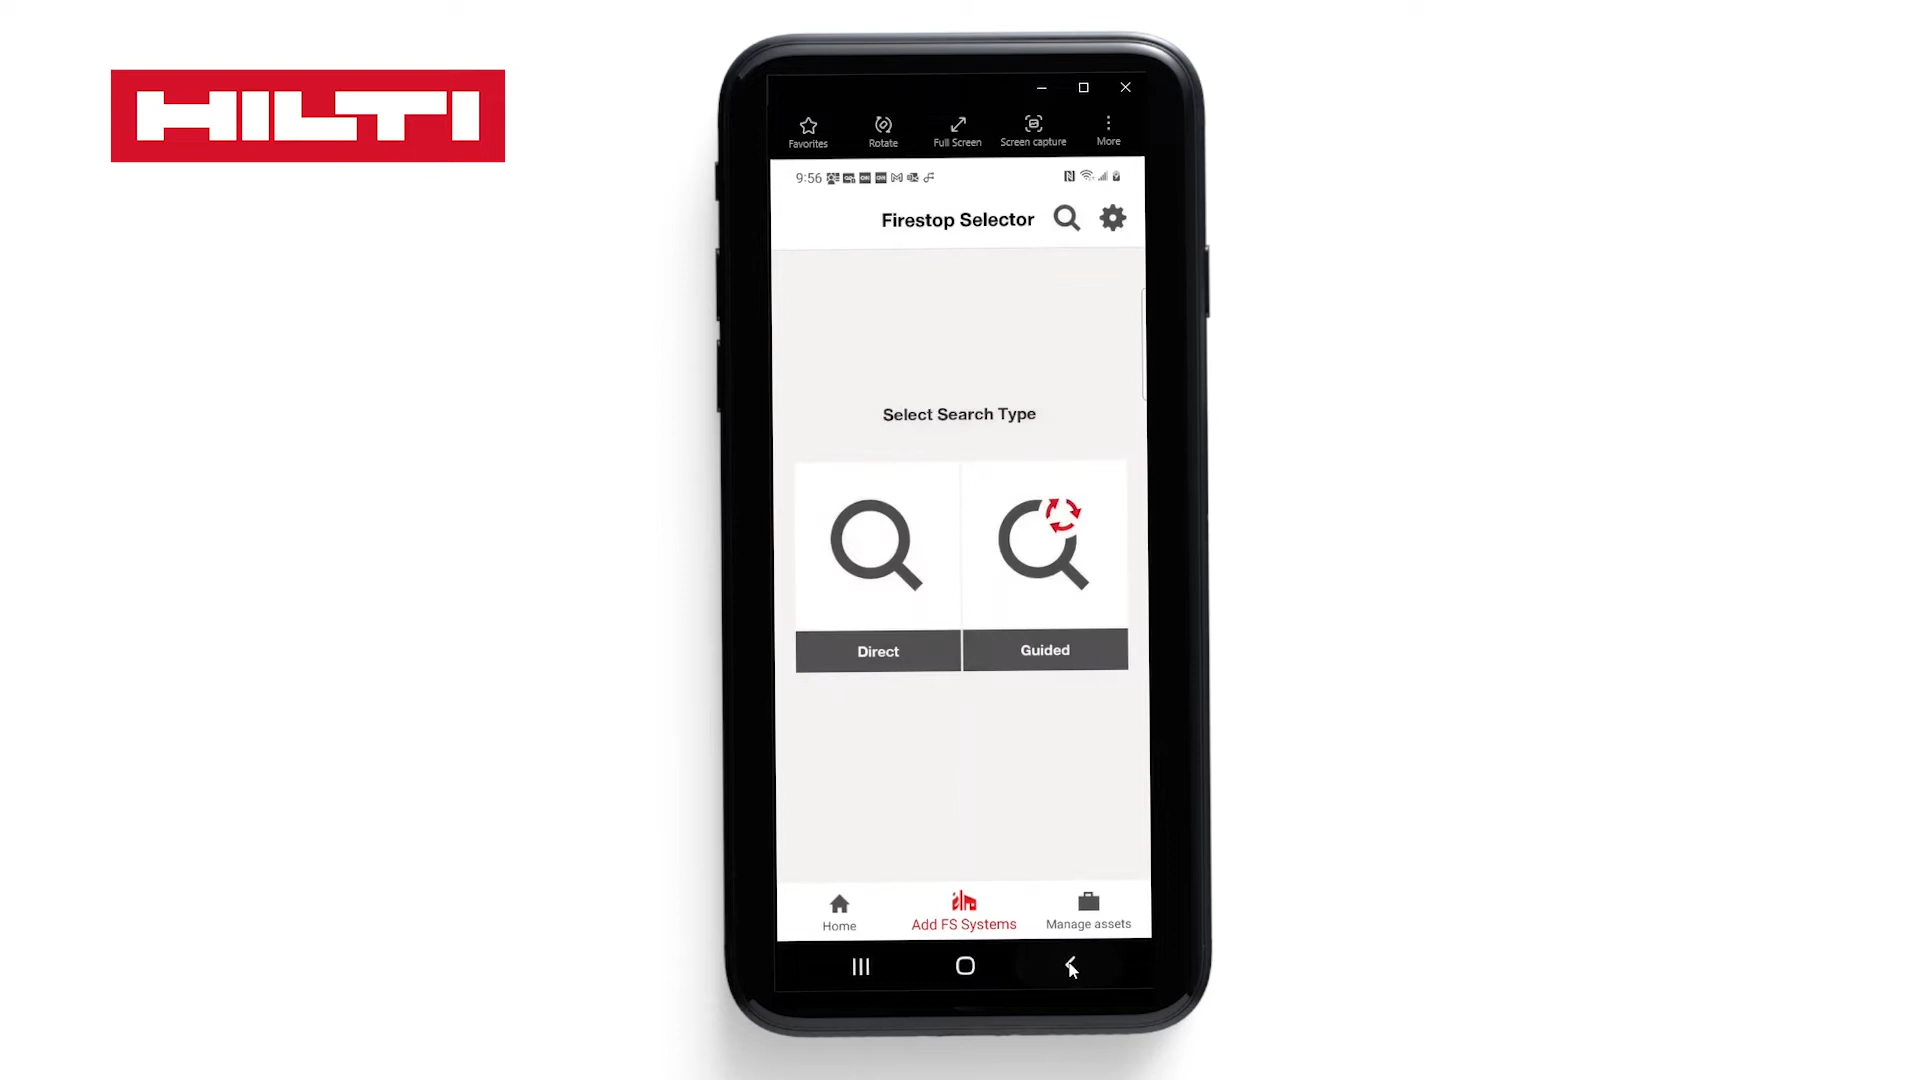 HILTI
Favorites
Rotate
Full Screen
Screen capture
More
9:56
Firestop Selector
Select Search Type
Direct
Guided
Home
Add FS Systems
Manage assets